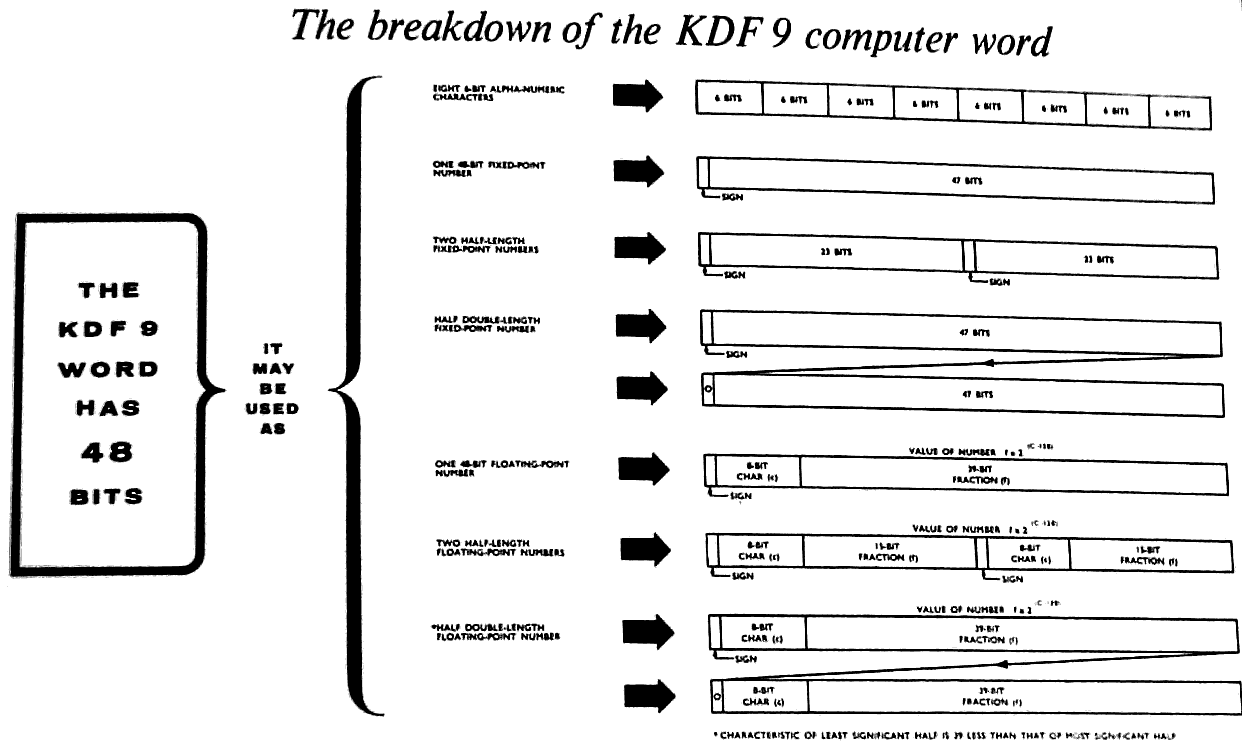 The breakdown of the KDF 9 computer word
THE
KDF 9
WORD
HAS
48
BITS
IT
MAY
BE
USED
AS
EIGHT 6-BIT ALPHA-NUMERIC
CHARACTERS
6 BITS 6 BITS 6 BITS 6 BITS 6 BITS 6 BITS 6 BITS 6 BITS
ONE 48-BIT FIXED-POINT
NUMBER
47 BITS
SIGN
TWO HALF-LENGTH
FIXED-POINT NUMBERS
23 BITS 23 BITS
SIGN SIGN
HALF DOUBLE-LENGTH
FIXED-POINT NUMBER
47 BITS
SIGN
0 47 BITS
ONE 48-BIT FLOATING-POINT
NUMBER
VALUE OF NUMBER f x 2 (C -128)
8-BIT 39-BIT
CHAR (c) FRACTION (f)
SIGN
TWO HALF-LENGTH
FLOATING-POINT NUMBERS
VALUE OF NUMBER f x 2 (C -128)
8-BIT 15-BIT 8-BIT 15-BIT
CHAR (c) FRACTION (f) CHAR (c) FRACTION (f)
SIGN SIGN
*HALF DOUBLE-LENGTH
FLOATING-POINT NUMBER
VALUE OF NUMBER f x 2
8-BIT 39-BIT
CHAR (c) FRACTION (f)
SIGN
0 8-BIT 39-BIT
CHAR (c) FRACTION (f)
* CHARACTERISTIC OF LEAST SIGNIFICANT HALF IS 39 LESS THAN THAT OF MOST SIGNIFICANT HALF